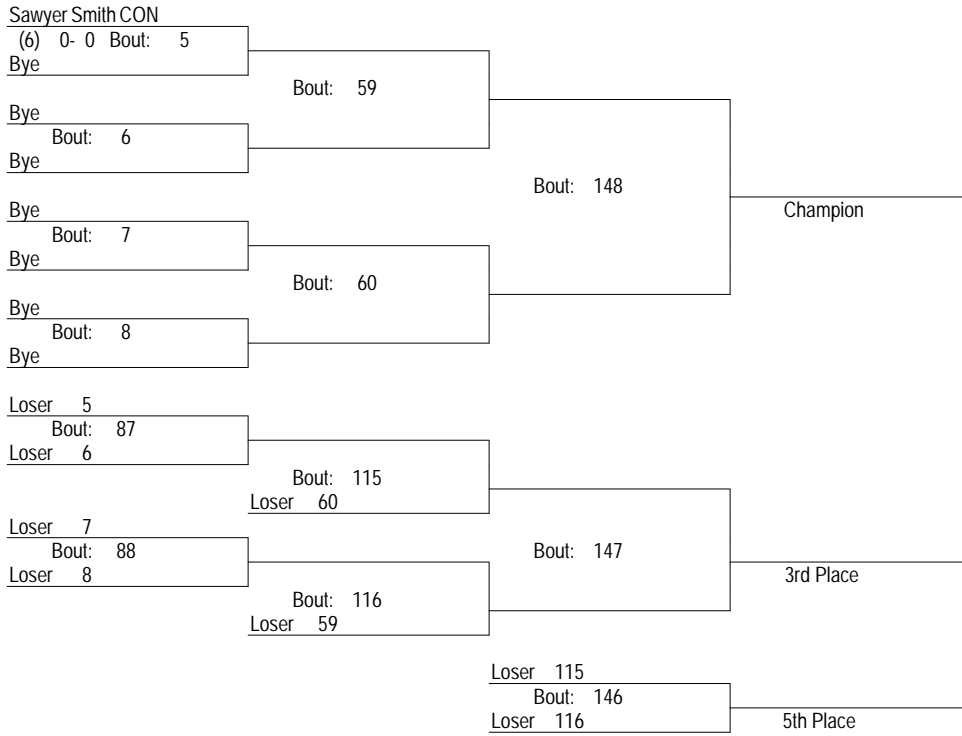 Sawyer Smith CON
(6) 0- 0 Bout: 5
Bye
Bout: 59
Bye
Bout: 6
Bye
Bout: 148
Bye
Champion
Bout: 7
Bye
Bout: 60
Bye
Bout: 8
Bye
Loser 5
Bout: 87
Loser 6
Bout: 115
Loser 60
Loser 7
Bout: 88
Bout: 147
Loser 8
3rd Place
Bout: 116
Loser 59
Loser 115
Bout: 146
Loser 116
5th Place